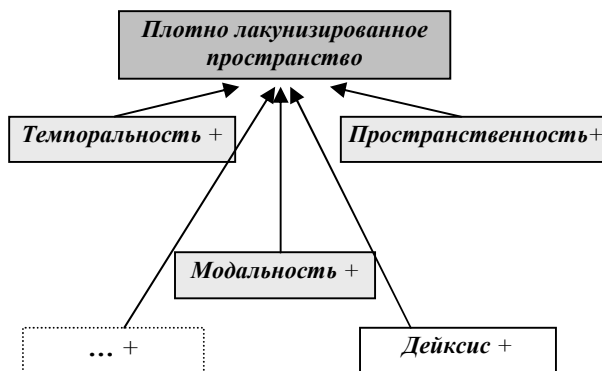 Плотно лакунизированное
пространство
Темпоральность +
Пространственность+
Модальность +
... +
Дейксис +